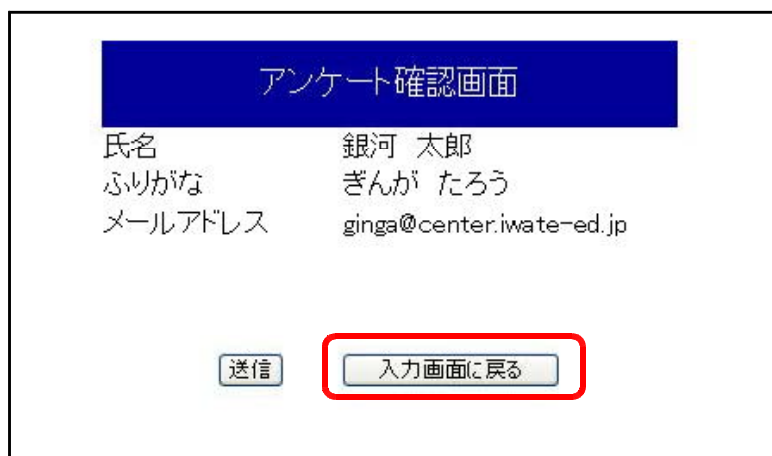 アンケート確認画面
氏名 銀河 太郎
ふりがな ぎんが たろう
メールアドレス ginga@center.iwate-ed.jp
送信 入力画面に戻る